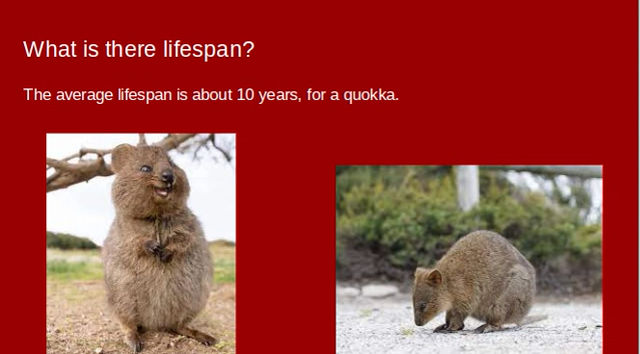 What is there lifespan?
The average lifespan is about 10 years, for a quokka.